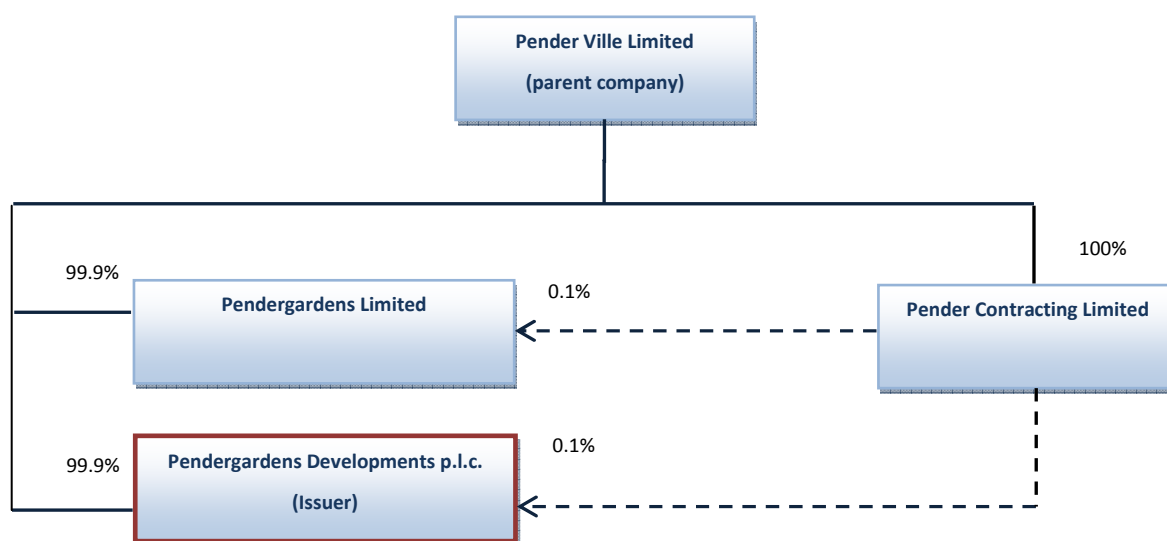 Pender Ville Limited
(parent company)
100%
99.9%
Pendergardens Limited
0.1%
Pender Contracting Limited
99.9%
Pendergardens Developments p.l.c.
(Issuer)
0.1%